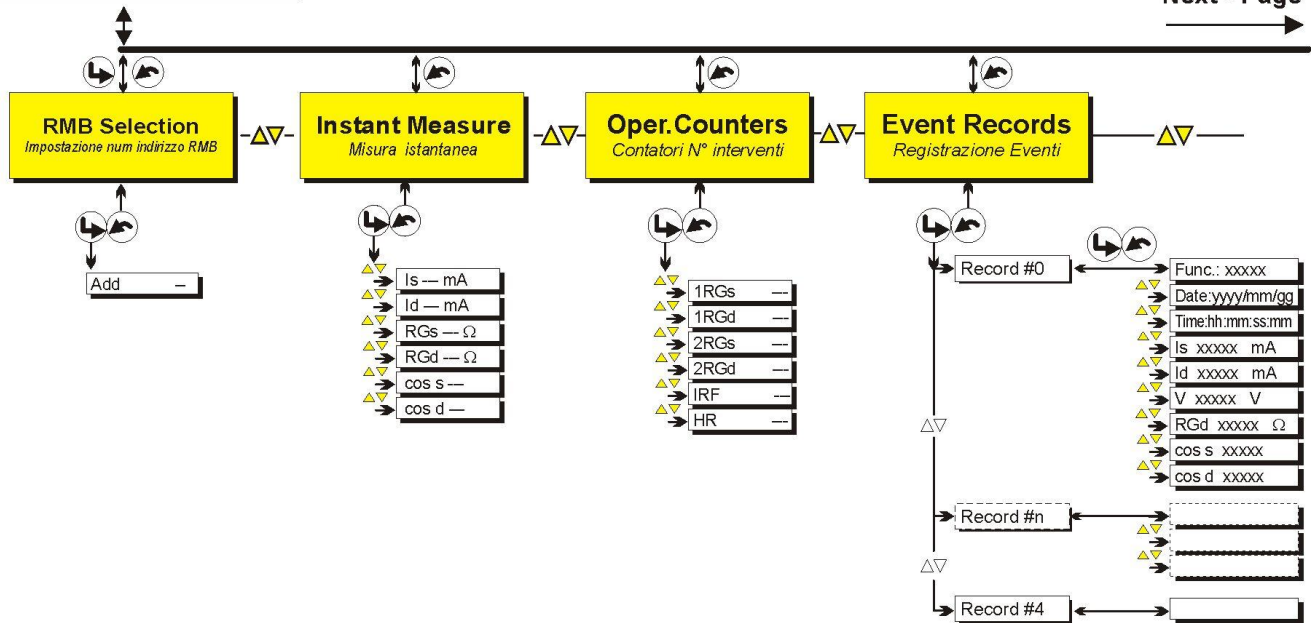 RMB Selection
Impostazione num indirizzo RMB
Instant Measure
Misura istantanea
Oper.Counters
Contatori N° interventi
Event Records
Registrazione Eventi
Add –
Is --- mA
Id --- mA
RGs --- Ω
RGd --- Ω
cos s ---
cos d ---
1RGs ---
1RGd ---
2RGs ---
2RGd ---
IRF ---
HR ---
Record #0
Func.: xxxxx
Date:yyyy/mm/gg
Time:hh:mm:ss:mm
Is xxxxx mA
Id xxxxx mA
V xxxxx V
RGd xxxxx Ω
cos s xxxxx
cos d xxxxx
Record #n
Record #4